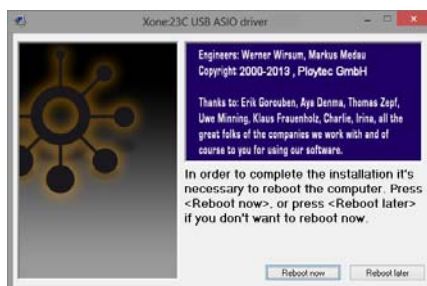 Xone:23C USB ASIO driver
Engineers: Werner Wirsum, Markus Medau
Copyright 2000-2013 , Ploytec GmbH
Thanks to: Erik Gorouben, Aya Denma, Thomas Zepf,
Uwe Minning, Klaus Frauenholz, Charlie, Irina, all the
great folks of the companies we work with and of
course to you for using our software.
In order to complete the installation it's
necessary to reboot the computer. Press
<Reboot now>, or press <Reboot later>
if you don't want to reboot now.
Reboot now
Reboot later